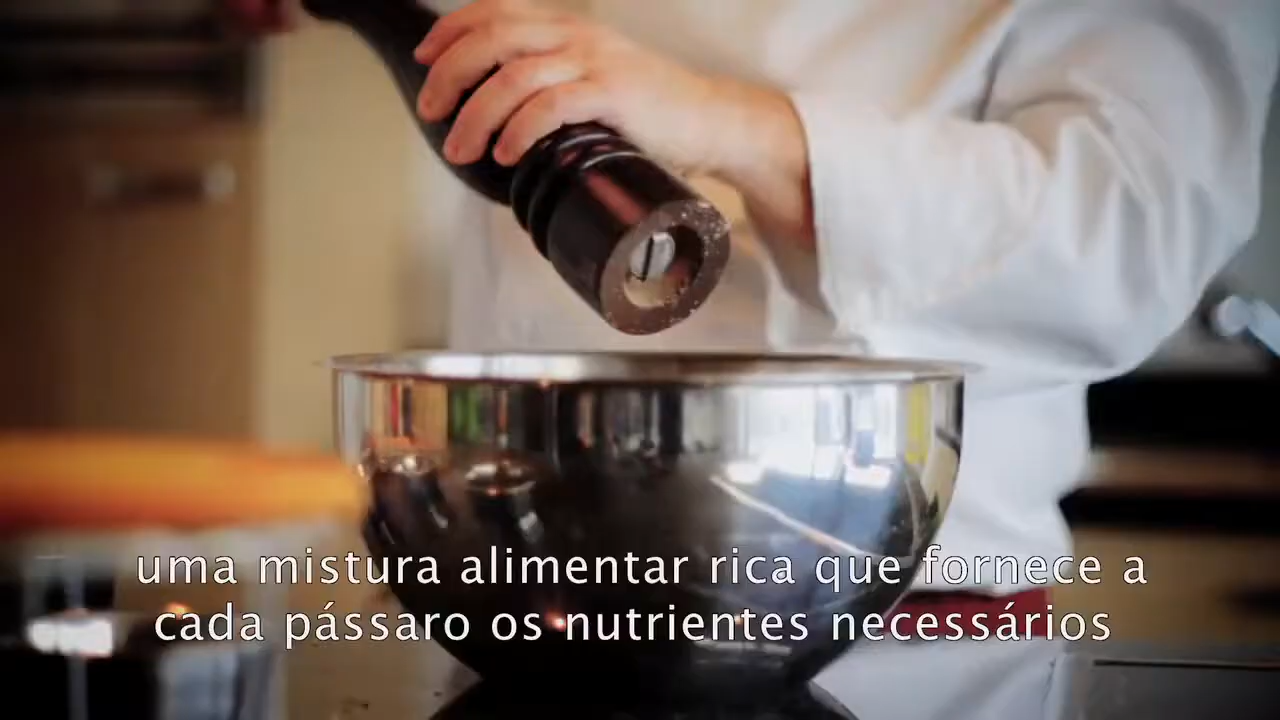 uma mistura alimentar rica que fornece a
cada pássaro os nutrientes necessários